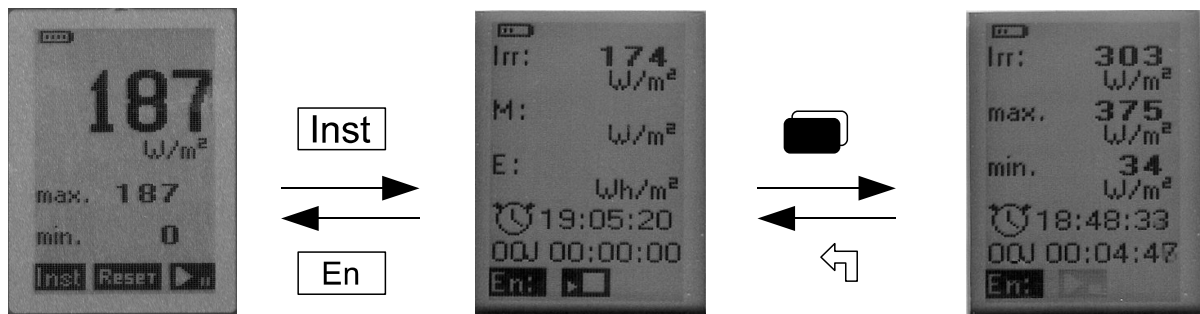 187
W/m²
max. 187
min. 0
Inst RESET
Inst
En
Irr: 174
W/m²
M:
W/m²
E:
Wh/m²
19:05:20
00J 00:00:00
En:
Irr: 303
W/m²
max. 375
W/m²
min. 34
W/m²
18:48:33
00J 00:04:47
En: